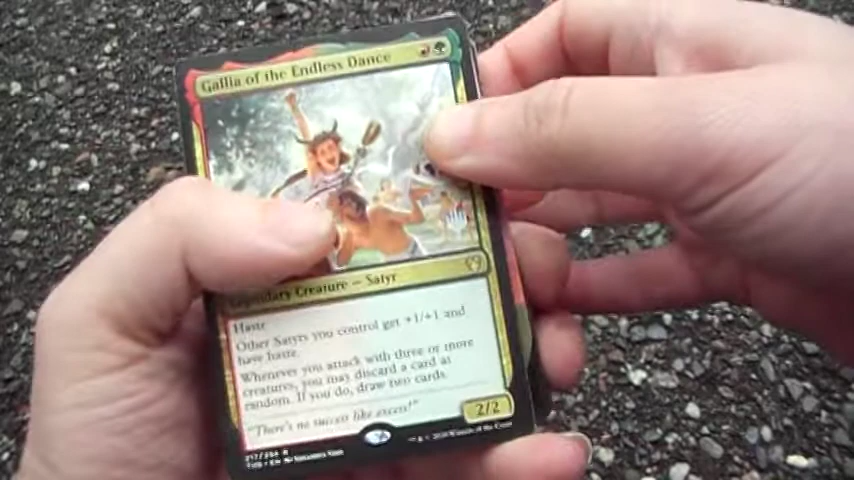 Gallia of the Endless Dance
Legendary Creature — Satyr
Haste
Other Satyrs you control get +1/+1 and
have haste.
Whenever you attack with three or more
creatures, you may discard a card at
random. If you do, draw two cards.
"There's no success like excess!"
2/2